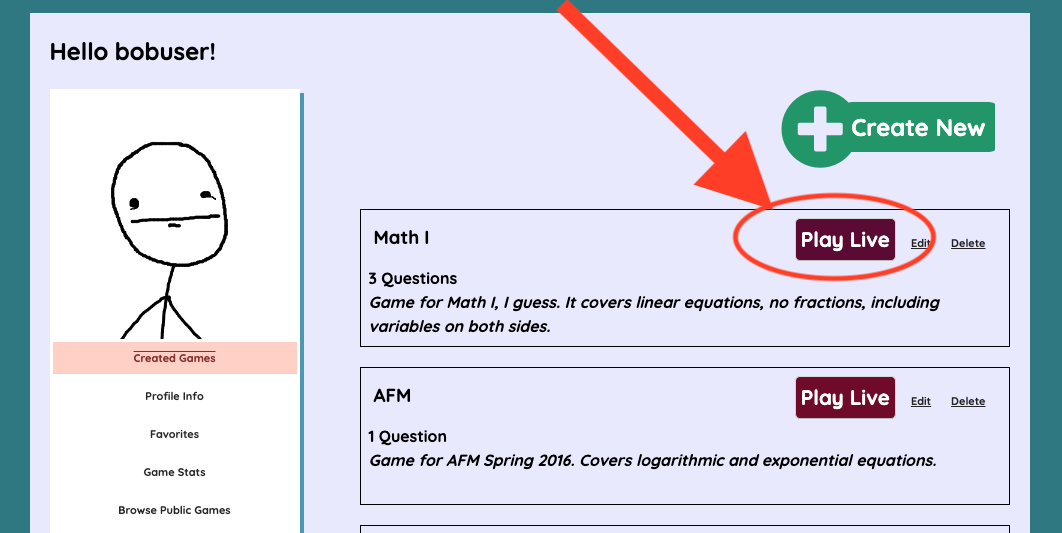 Hello bobuser!
Create New
Math I
Play Live
Edit
Delete
3 Questions
Game for Math I, I guess. It covers linear equations, no fractions, including
variables on both sides.
AFM
Play Live
Edit
Delete
1 Question
Game for AFM Spring 2016. Covers logarithmic and exponential equations.
Created Games
Profile Info
Favorites
Game Stats
Browse Public Games